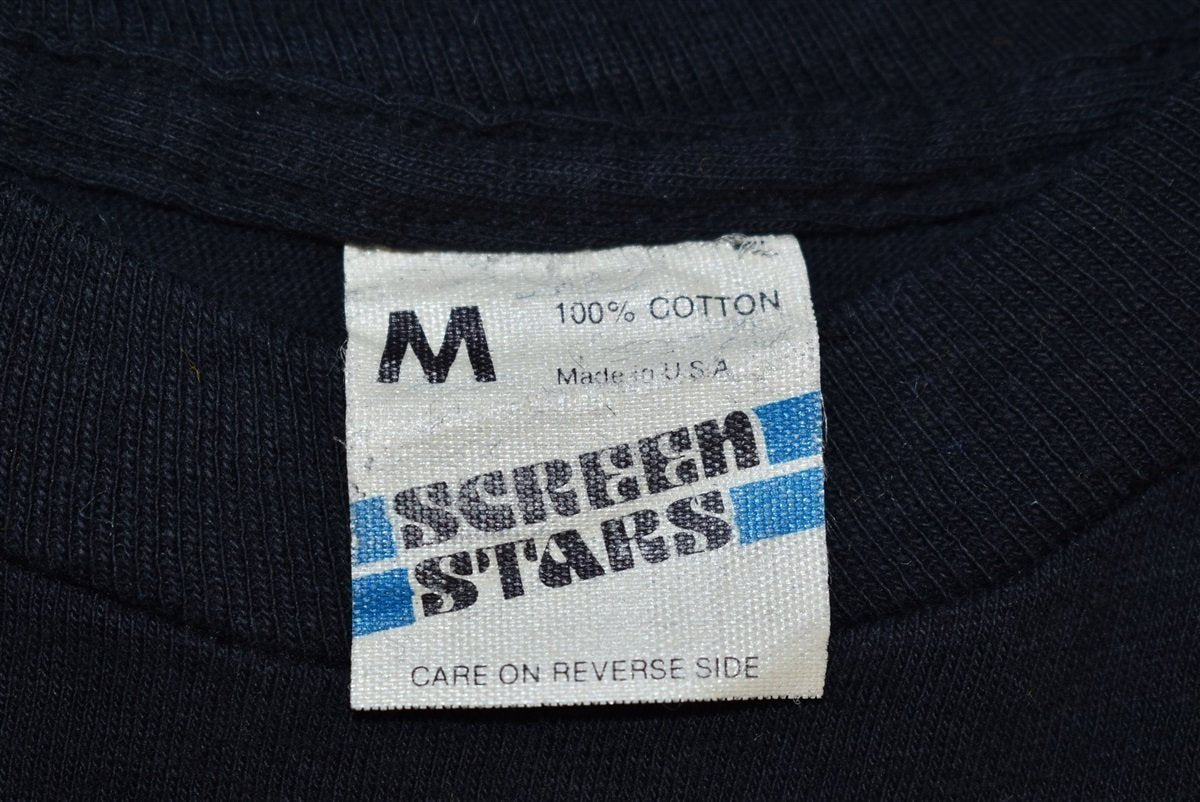 M
100% COTTON
Made in U.S.A.
SCREEN
STARS
CARE ON REVERSE SIDE